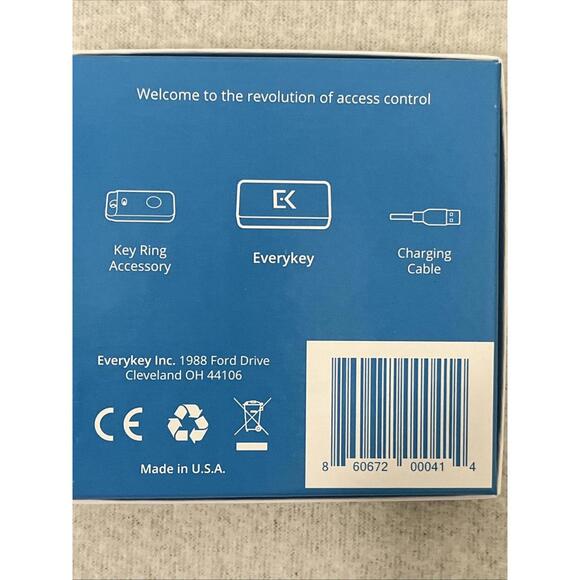 Welcome to the revolution of access control
EK
Key Ring
Accessory
Everykey
Charging
Cable
Everykey Inc. 1988 Ford Drive
Cleveland OH 44106
CE
Made in U.S.A.
8 60672 00041 4